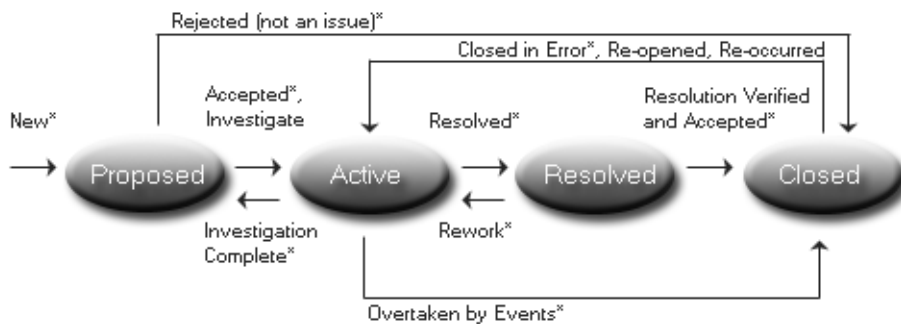 Rejected (not an issue)*
Closed in Error*, Re-opened, Re-occurred
New*
Accepted*,
Investigate
Resolved*
Resolution Verified
and Accepted*
Proposed
Active
Resolved
Closed
Investigation
Complete*
Rework*
Overtaken by Events*